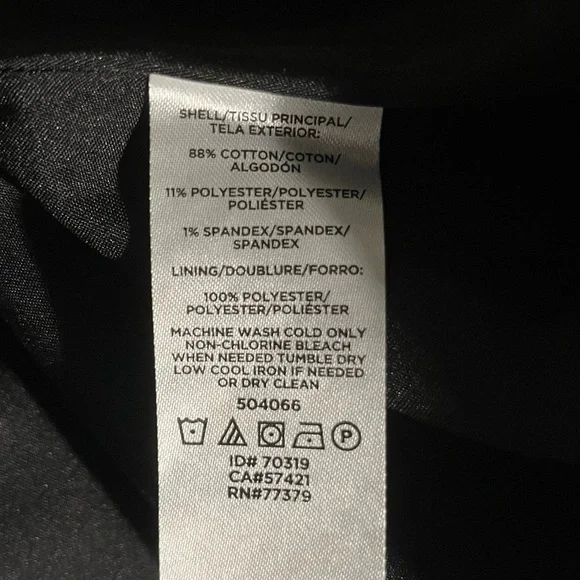 SHELL/TISSU PRINCIPAL/
TELA EXTERIOR:
88% COTTON/COTON/
ALGODÓN
11% POLYESTER/POLYESTER/
POLIÉSTER
1% SPANDEX/SPANDEX/
SPANDEX
LINING/DOUBLURE/FORRO:
100% POLYESTER/
POLYESTER/POLIÉSTER
MACHINE WASH COLD ONLY
NON-CHLORINE BLEACH
WHEN NEEDED TUMBLE DRY
LOW COOL IRON IF NEEDED
OR DRY CLEAN
504066
P
ID# 70319
CA#57421
RN#77379